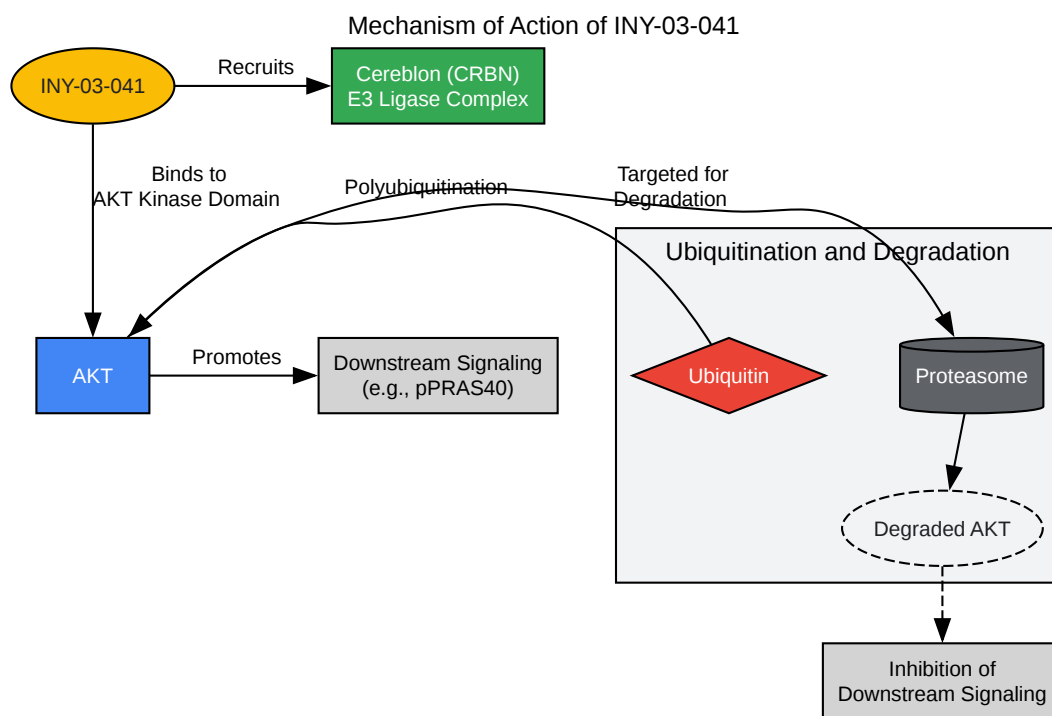 Mechanism of Action of INY-03-041
INY-03-041
Recruits
Cereblon (CRBN)
E3 Ligase Complex
Binds to
AKT Kinase Domain
Polyubiquitination
Targeted for
Degradation
Ubiquitination and Degradation
AKT
Promotes
Downstream Signaling
(e.g., pPRAS40)
Ubiquitin
Proteasome
Degraded AKT
Inhibition of
Downstream Signaling